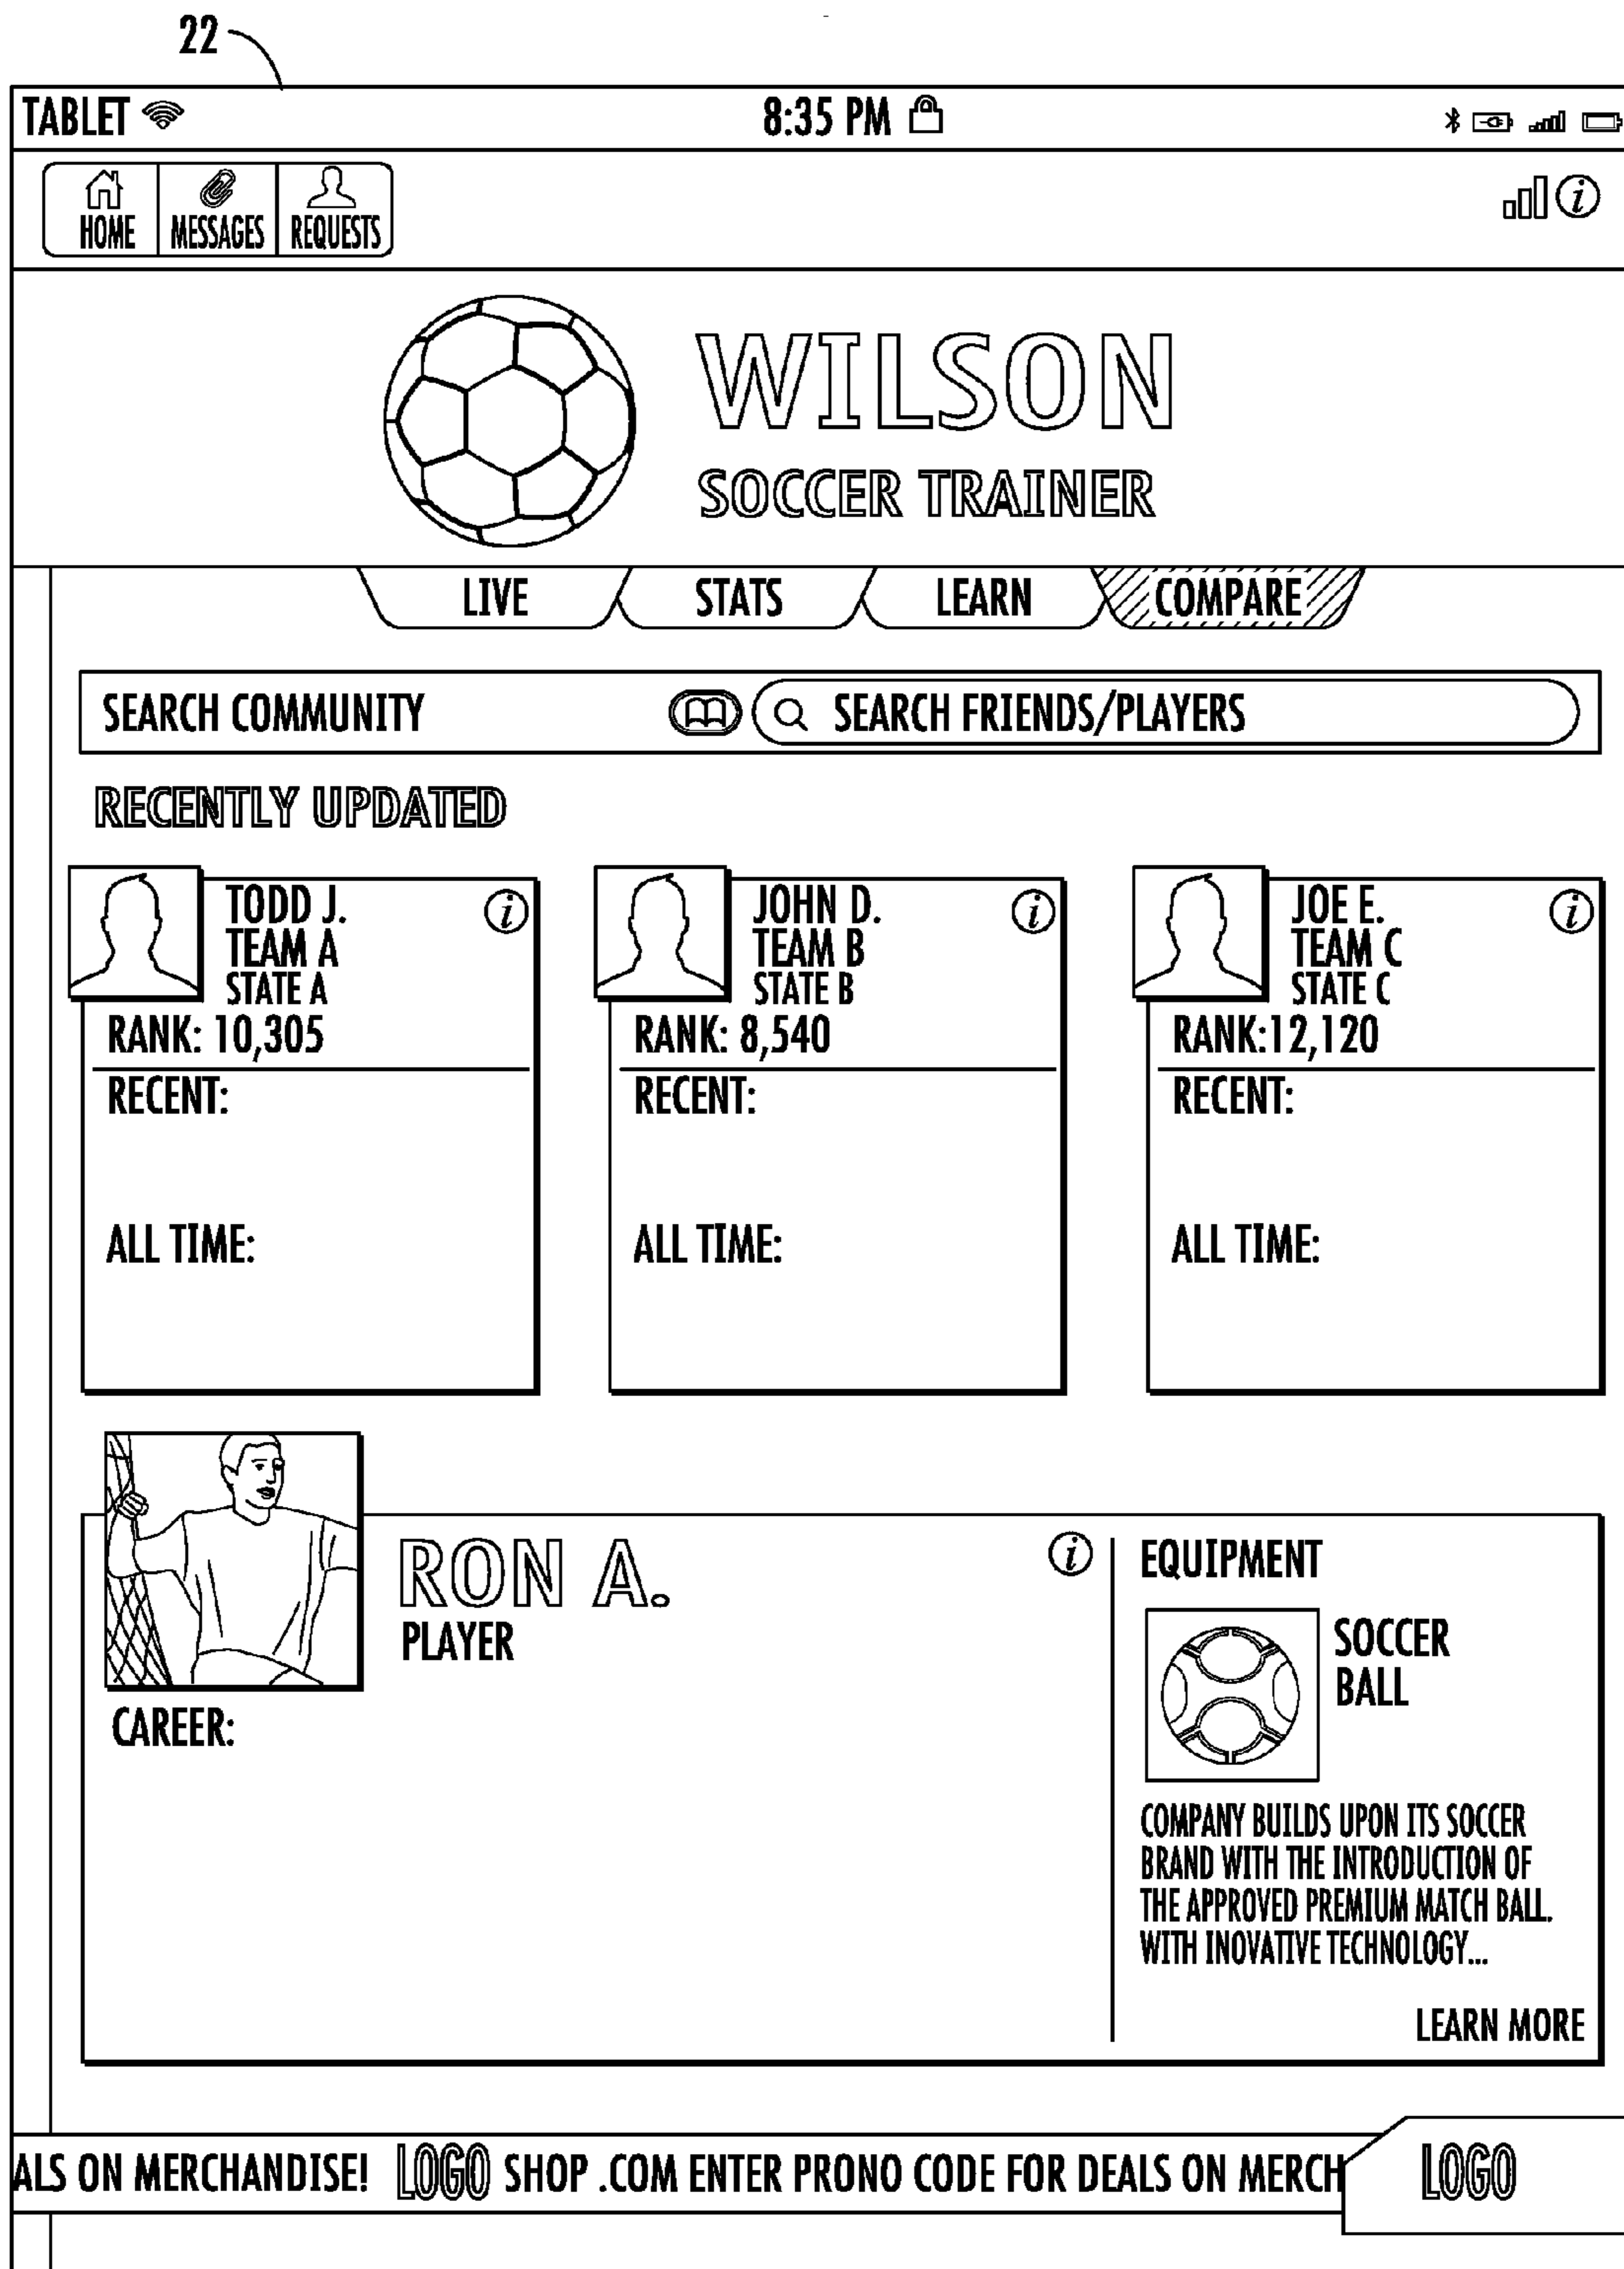 22
TABLET 8:35 PM
HOME MESSAGES REQUESTS
i
WILSON
SOCCER TRAINER
LIVE STATS LEARN COMPARE
SEARCH COMMUNITY SEARCH FRIENDS/PLAYERS
RECENTLY UPDATED
TODD J. i
TEAM A
STATE A
RANK: 10,305
RECENT:
ALL TIME:
JOHN D. i
TEAM B
STATE B
RANK: 8,540
RECENT:
ALL TIME:
JOE E. i
TEAM C
STATE C
RANK:12,120
RECENT:
ALL TIME:
RON A. i
PLAYER
CAREER:
EQUIPMENT
SOCCER
BALL
COMPANY BUILDS UPON ITS SOCCER
BRAND WITH THE INTRODUCTION OF
THE APPROVED PREMIUM MATCH BALL.
WITH INOVATIVE TECHNOLOGY...
LEARN MORE
ALS ON MERCHANDISE! LOGO SHOP .COM ENTER PRONO CODE FOR DEALS ON MERCH LOGO